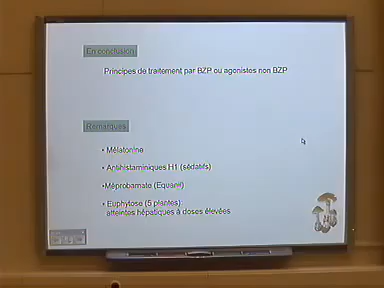 En conclusion
Principes de traitement par BZP ou agonistes non BZP
Remarques
• Mélatonine
• Antihistaminiques H1 (sédatifs)
•Méprobamate (Equanil)
• Euphytose (5 plantes):
atteintes hépatiques à doses élevées